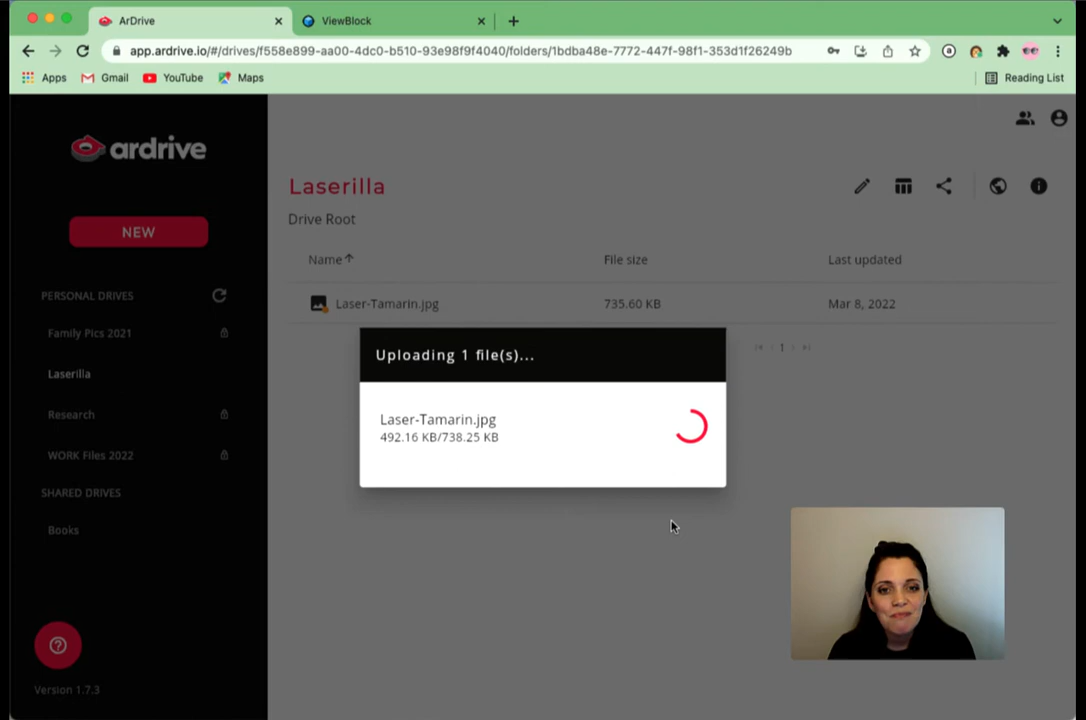 ArDrive
ViewBlock
app.ardrive.io/#/drives/f558e899-aa00-4dc0-b510-93e98f9f4040/folders/1bdba48e-7772-447f-98f1-353d1f26249b
Apps
Gmail
YouTube
Maps
Reading List
ardrive
NEW
PERSONAL DRIVES
Family Pics 2021
Laserilla
Research
WORK Files 2022
SHARED DRIVES
Books
Version 1.7.3
Laserilla
Drive Root
Name File size Last updated
Laser-Tamarin.jpg 735.60 KB Mar 8, 2022
1
Uploading 1 file(s)...
Laser-Tamarin.jpg
492.16 KB/738.25 KB